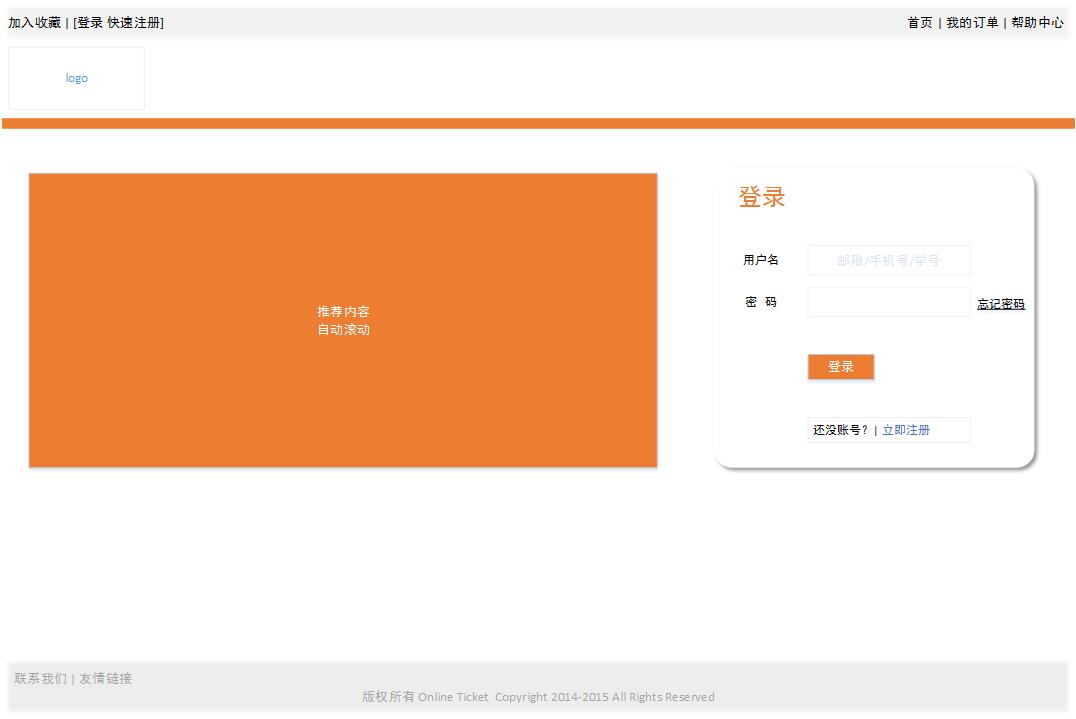 加入收藏 | [登录 快速注册]
首页 | 我的订单 | 帮助中心
logo
推荐内容
自动滚动
登录
用户名 邮箱/手机号/学号
密 码 忘记密码
登录
还没账号？| 立即注册
联系我们 | 友情链接
版权所有 Online Ticket Copyright 2014-2015 All Rights Reserved